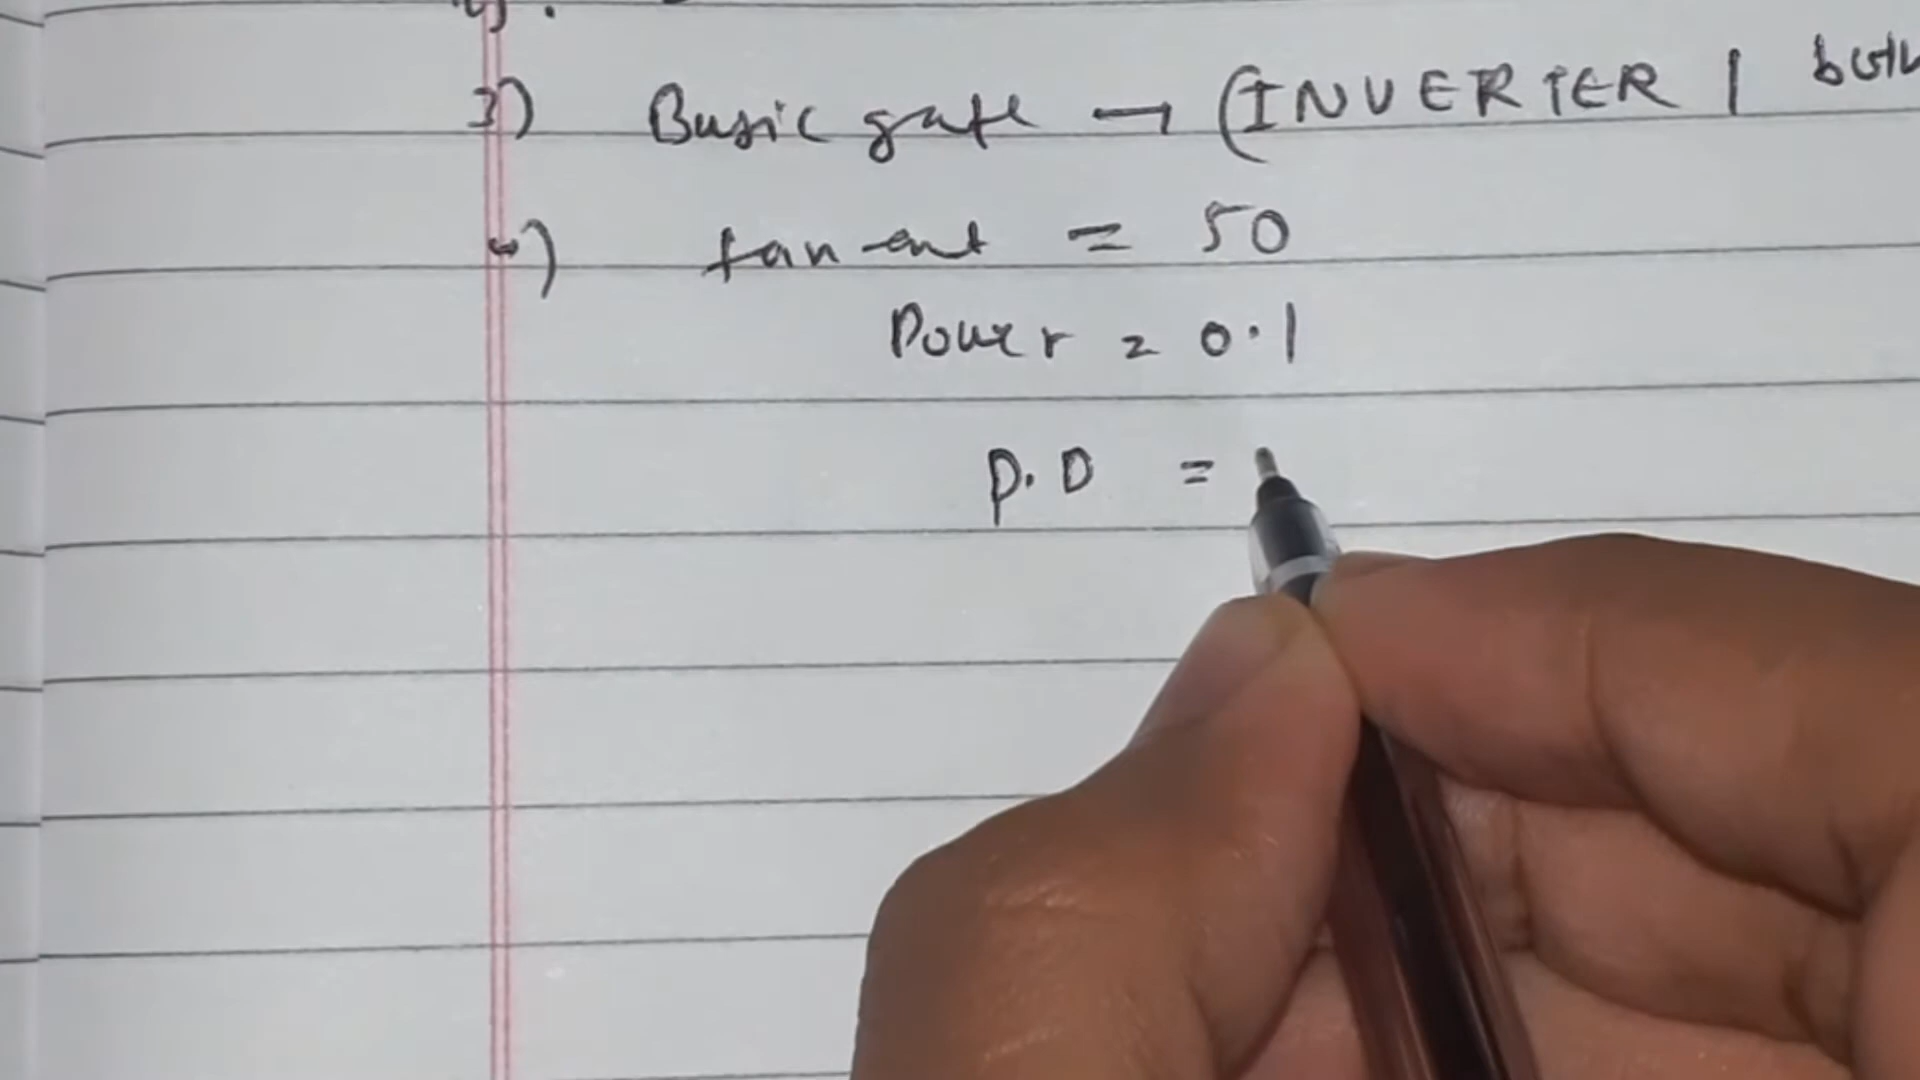 3) Basic gate → (INVERTER |
4) fan out = 50
Power = 0.1
P.D =